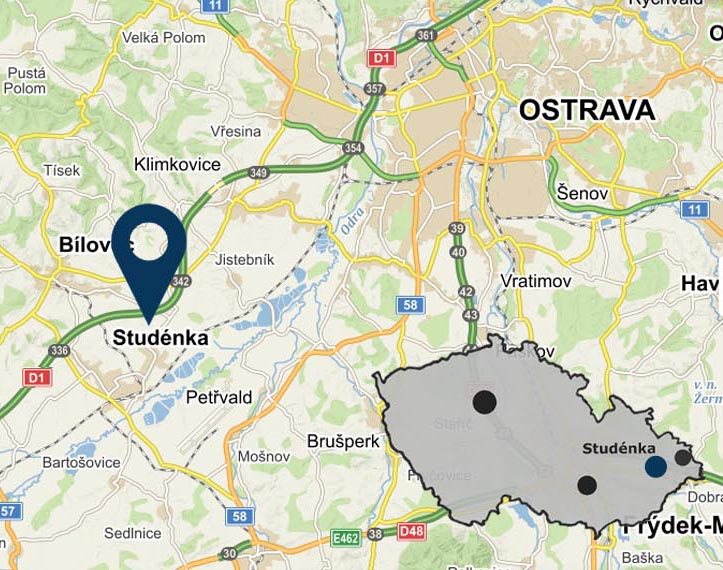 Rychvald
11
Velká Polom
361
D1
Pustá
Polom
357
OSTRAVA
Vřesina
354
Klimkovice
349
Tísek
Šenov
11
Odra
39
Bílovec
40
Jistebník
342
Vratimov
Hav
42
58
43
Studénka
336
D1
v. n.
Petřvald
Brušperk
Staříč
Studénka
Bartošovice
Mošnov
Fryčovice
57
58
Sedlnice
38
D48
E462
Frýdek-M
30
Baška